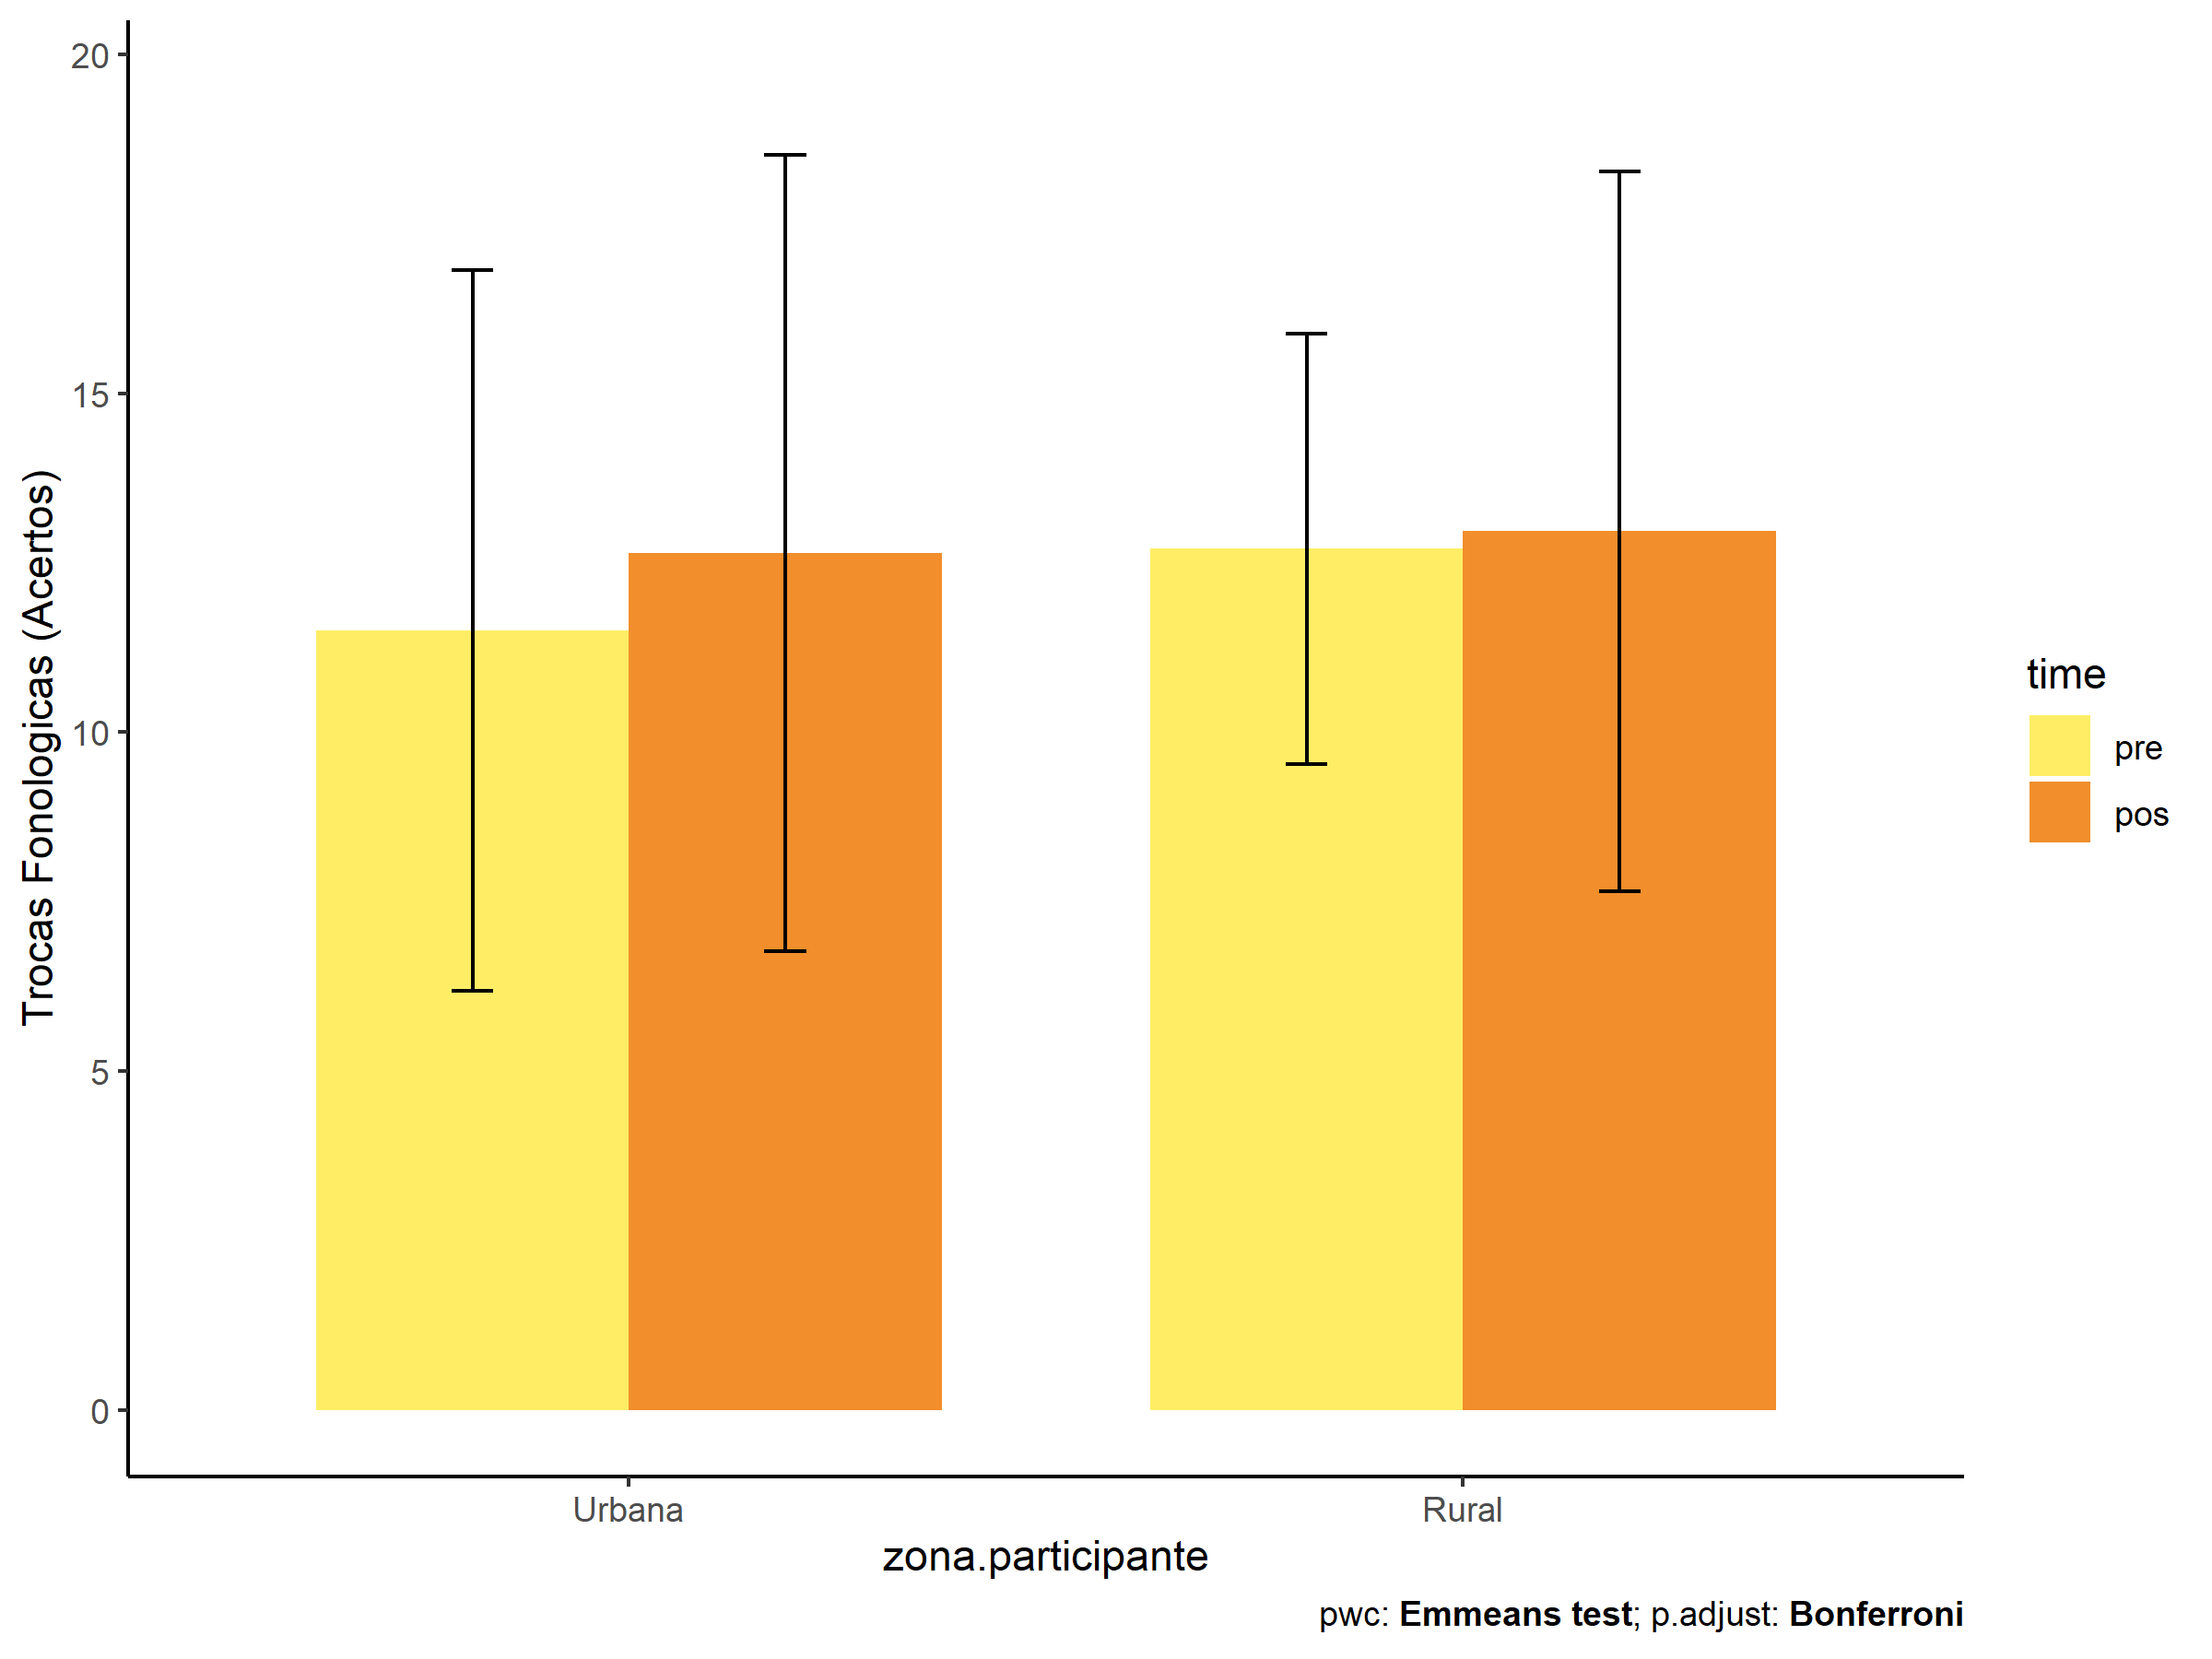 Trocas Fonologicas (Acertos)
20
15
10
5
0
Urbana
Rural
zona.participante
pwc: Emmeans test; p.adjust: Bonferroni
time
pre
pos